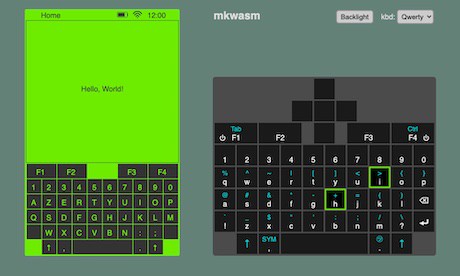 Home 12:00
Hello, World!
F1 F2 F3 F4
1 2 3 4 5 6 7 8 9 0
A Z E R T Y U I O P
Q S D F G H J K L M
W X C V B N : ;
↑ , . ↑
mkwasm
Backlight kbd: Qwerty
Tab Ctrl
F1 F2 F3 F4
1 2 3 4 5 6 7 8 9 0
q w e r t y u i o p
a s d f g h j k l
z x c v b n m
SYM